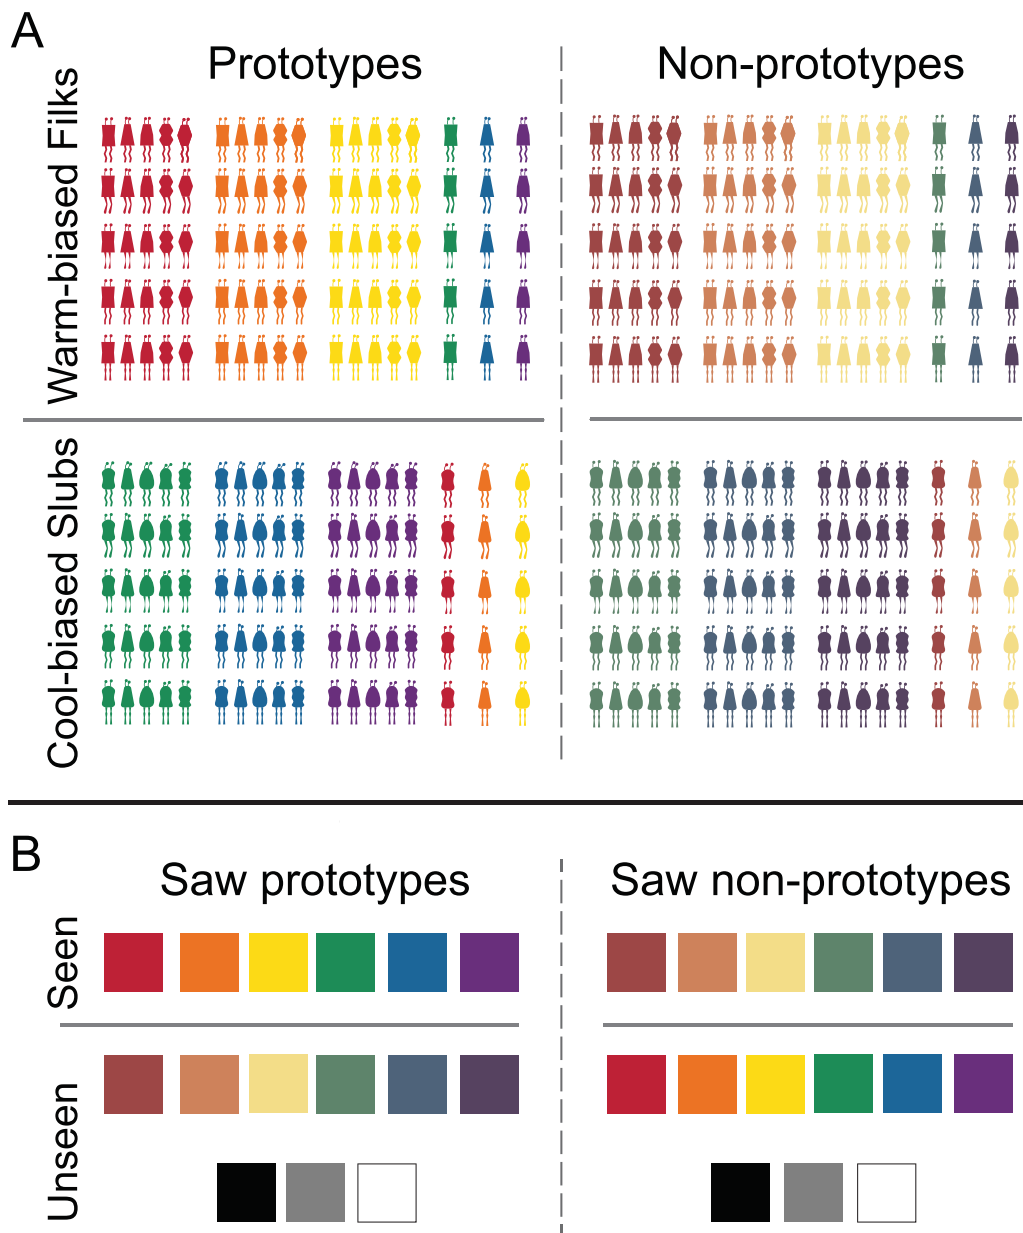 A
Prototypes
Non-prototypes
Warm-biased Filks
Cool-biased Slubs
B
Saw prototypes
Saw non-prototypes
Seen
Unseen